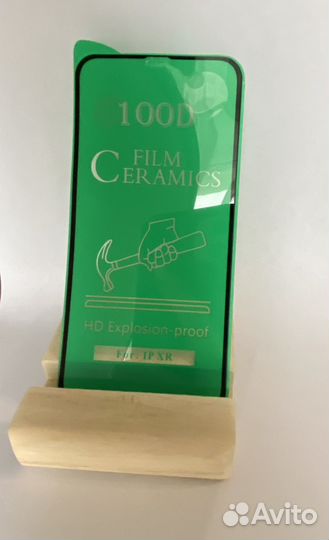 100D
FILM
CERAMICS
HD Explosion-proof
For: IP XR
Avito